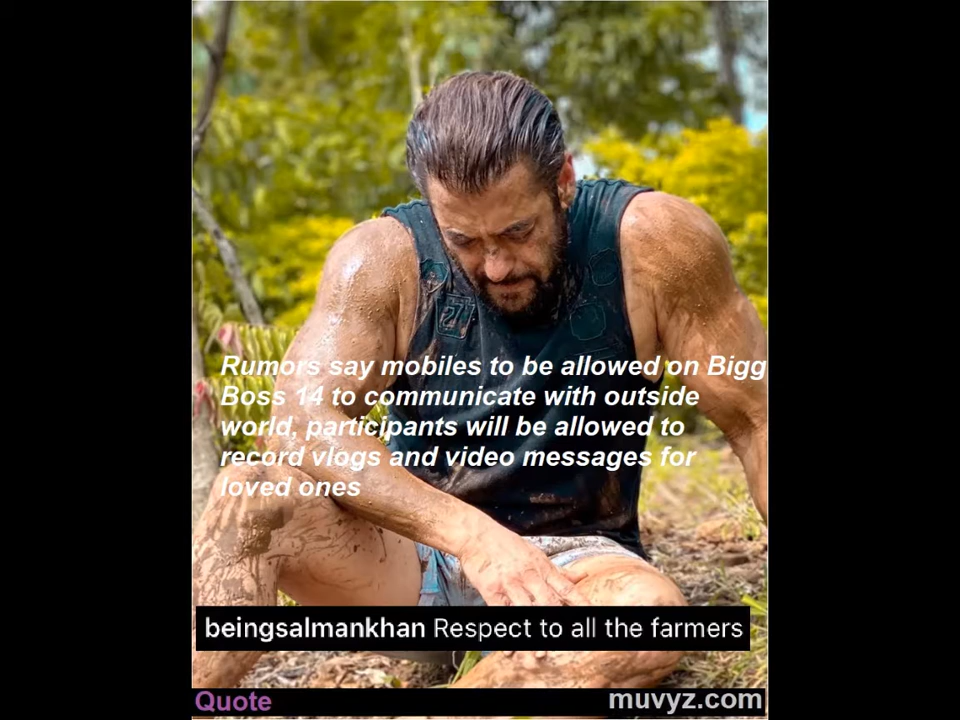 Rumors say mobiles to be allowed on Bigg
Boss 14 to communicate with outside
world, participants will be allowed to
record vlogs and video messages for
loved ones
beingsalmankhan Respect to all the farmers
Quote
muvyz.com